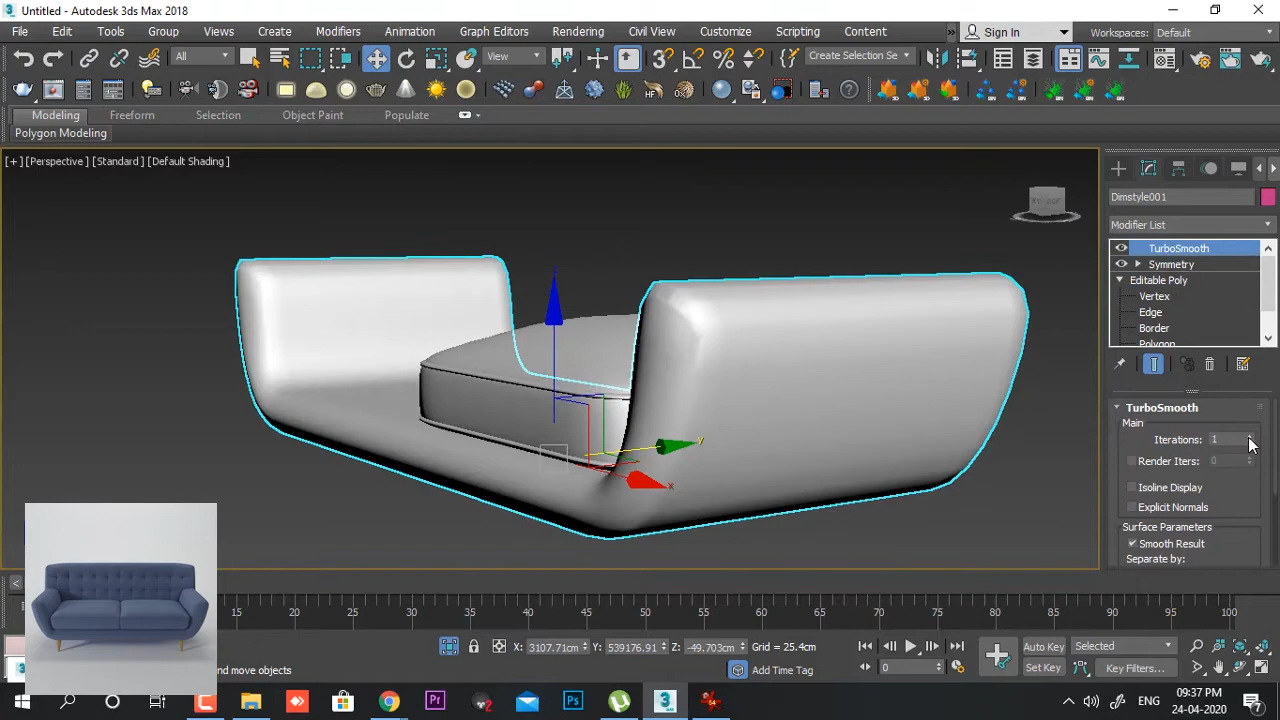 Untitled - Autodesk 3ds Max 2018
File Edit Tools Group Views Create Modifiers Animation Graph Editors Rendering Civil View Customize Scripting Content » Sign In Workspaces: Default
All View Create Selection Se
Modeling Freeform Selection Object Paint Populate
Polygon Modeling
[+] [Perspective] [Standard] [Default Shading]
Dimstyle001
Modifier List
TurboSmooth
Symmetry
Editable Poly
Vertex
Edge
Border
Polygon
TurboSmooth
Main
Iterations: 1
Render Iters: 0
Isoline Display
Explicit Normals
Surface Parameters
Smooth Result
Separate by:
z
y
x
15 20 25 30 35 40 45 50 55 60 65 70 75 80 85 90 95 100
X: 3107.71cm Y: 539176.91 Z: -49.703cm Grid = 25.4cm
Auto Key Selected
and move objects Add Time Tag 0 Set Key Key Filters...
ENG 09:37 PM
24-04-2020